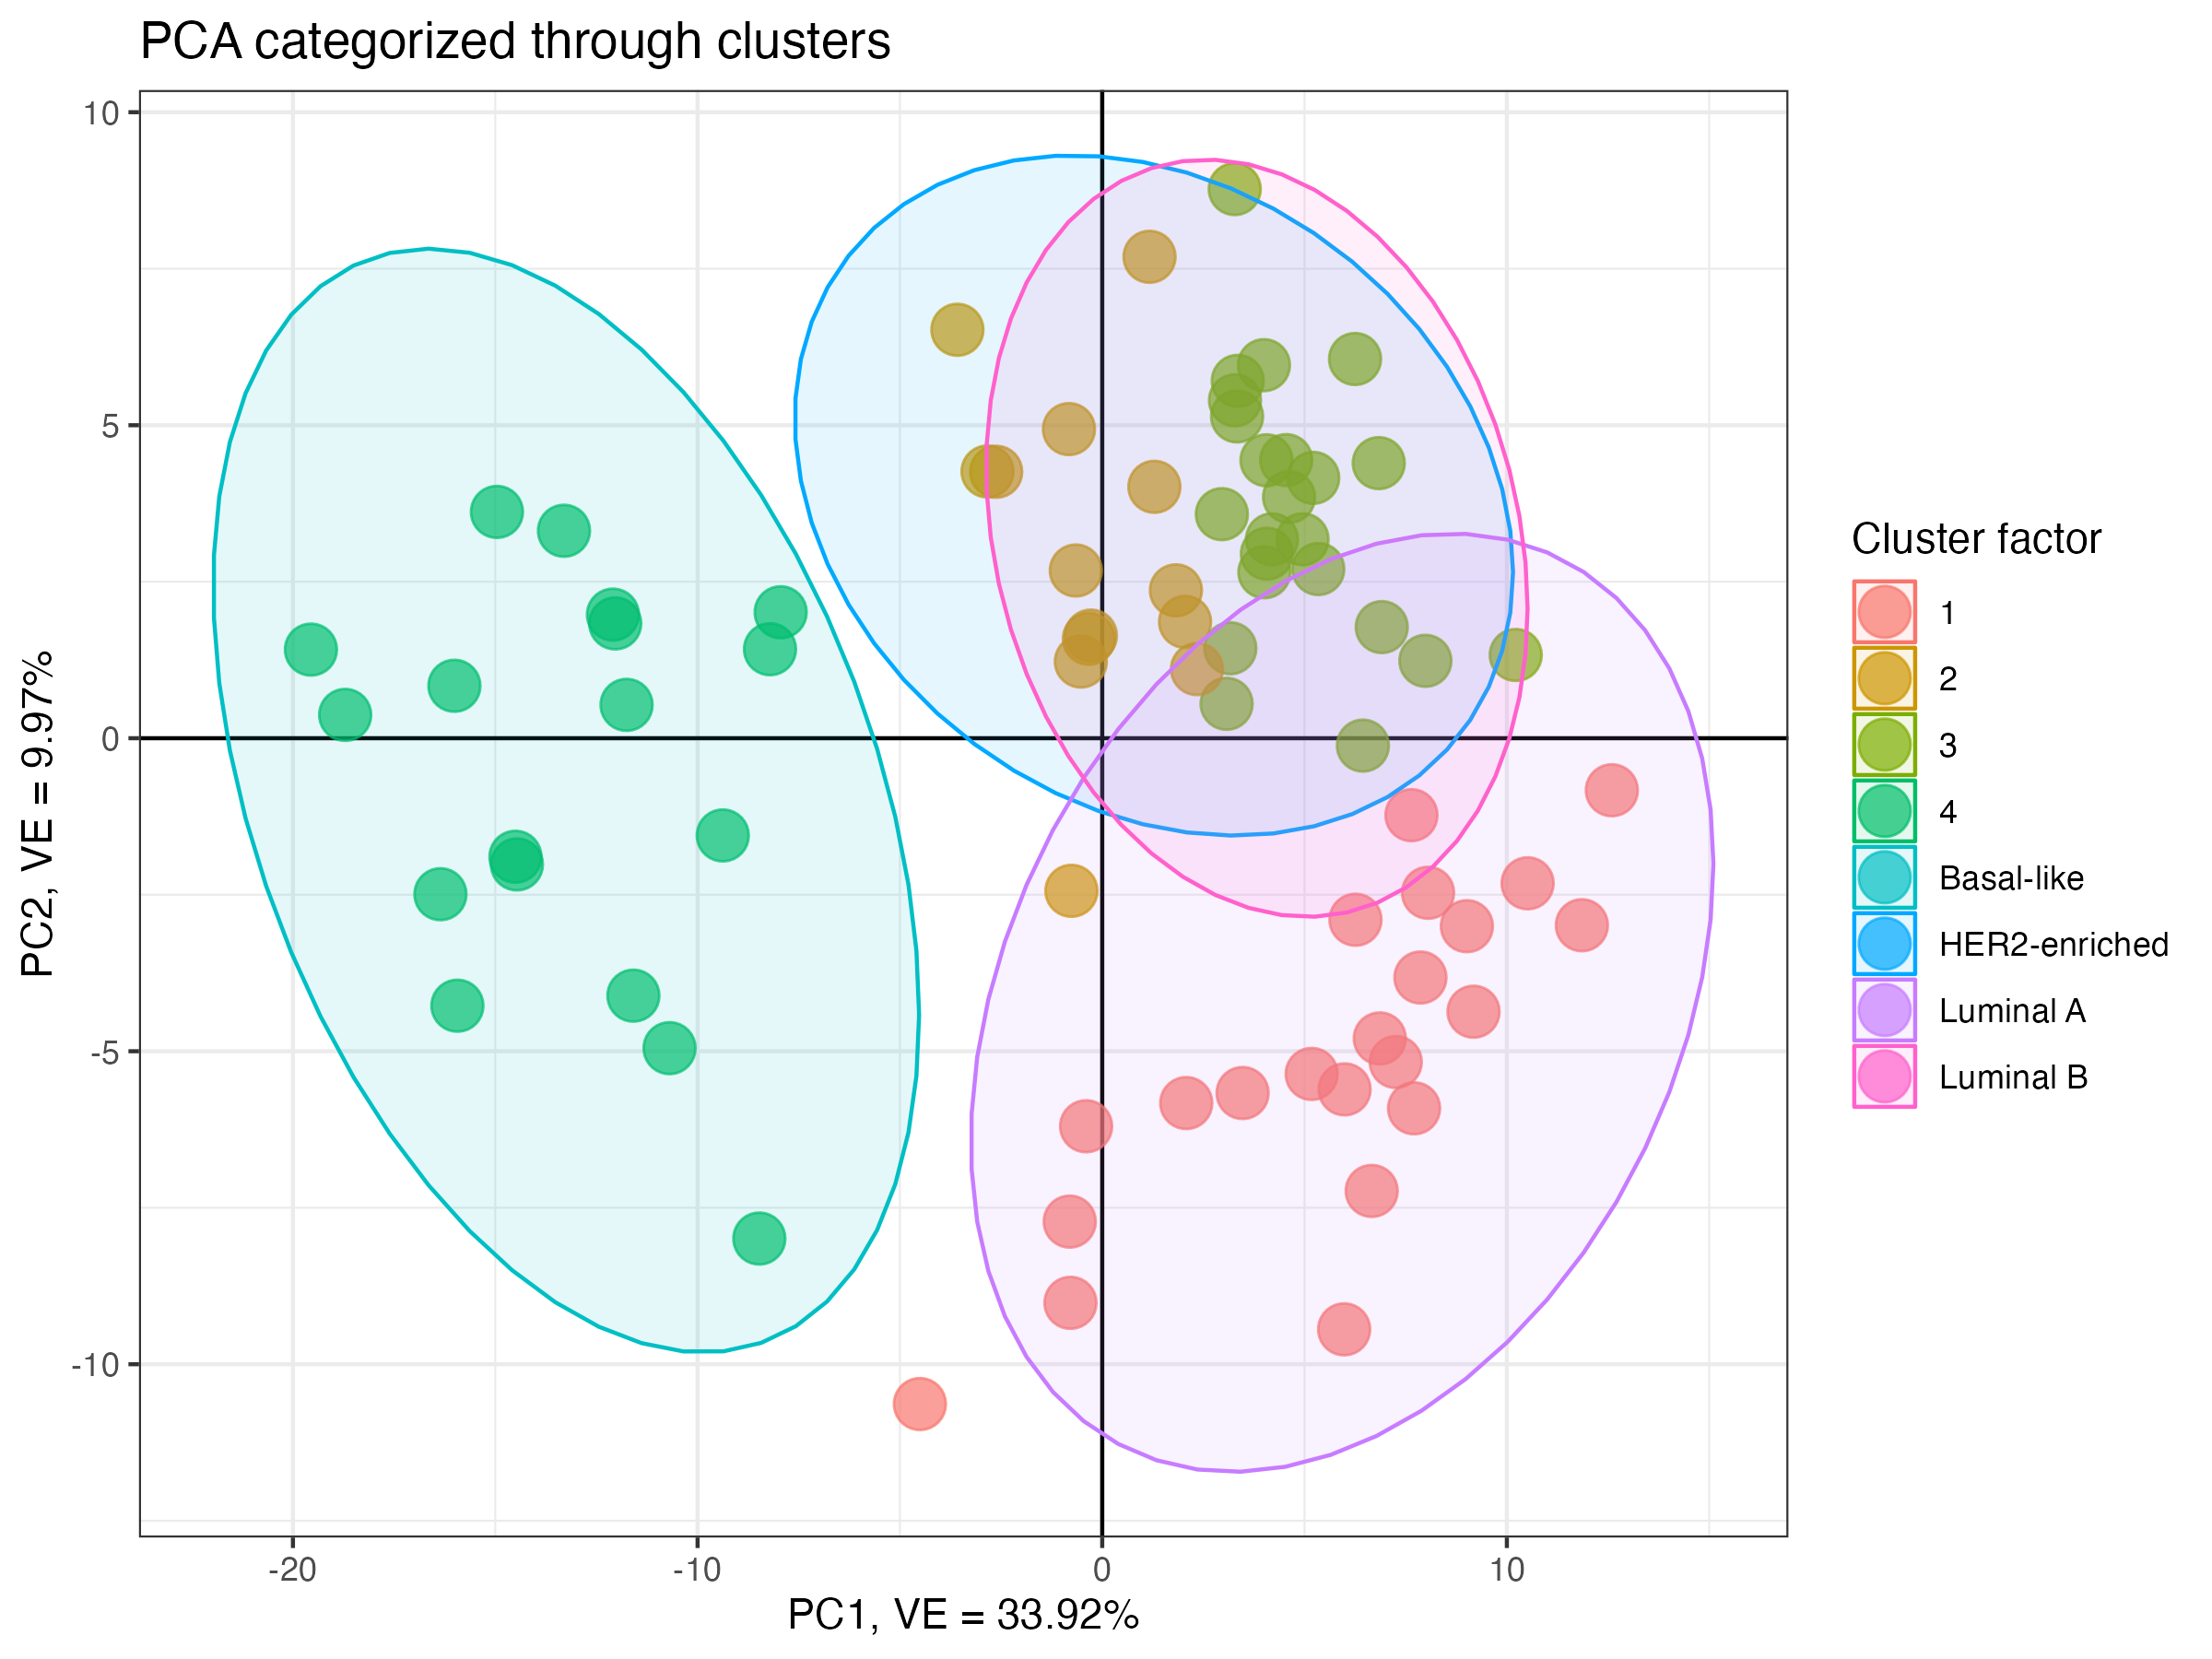 PCA categorized through clusters
10
5
0
-5
-10
PC2, VE = 9.97%
-20
-10
0
10
PC1, VE = 33.92%
Cluster factor
1
2
3
4
Basal-like
HER2-enriched
Luminal A
Luminal B